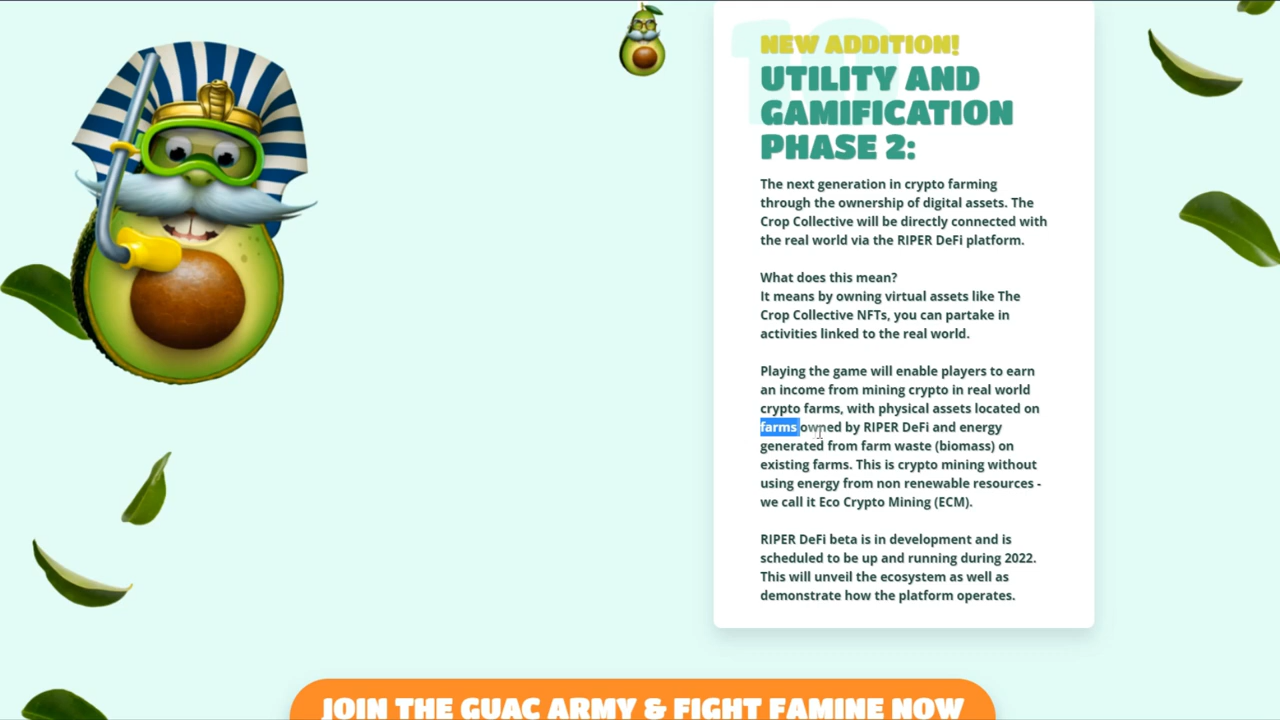 NEW ADDITION!
UTILITY AND
GAMIFICATION
PHASE 2:
The next generation in crypto farming
through the ownership of digital assets. The
Crop Collective will be directly connected with
the real world via the RIPER DeFi platform.
What does this mean?
It means by owning virtual assets like The
Crop Collective NFTs, you can partake in
activities linked to the real world.
Playing the game will enable players to earn
an income from mining crypto in real world
crypto farms, with physical assets located on
farms owned by RIPER DeFi and energy
generated from farm waste (biomass) on
existing farms. This is crypto mining without
using energy from non renewable resources -
we call it Eco Crypto Mining (ECM).
RIPER DeFi beta is in development and is
scheduled to be up and running during 2022.
This will unveil the ecosystem as well as
demonstrate how the platform operates.
JOIN THE GUAC ARMY & FIGHT FAMINE NOW